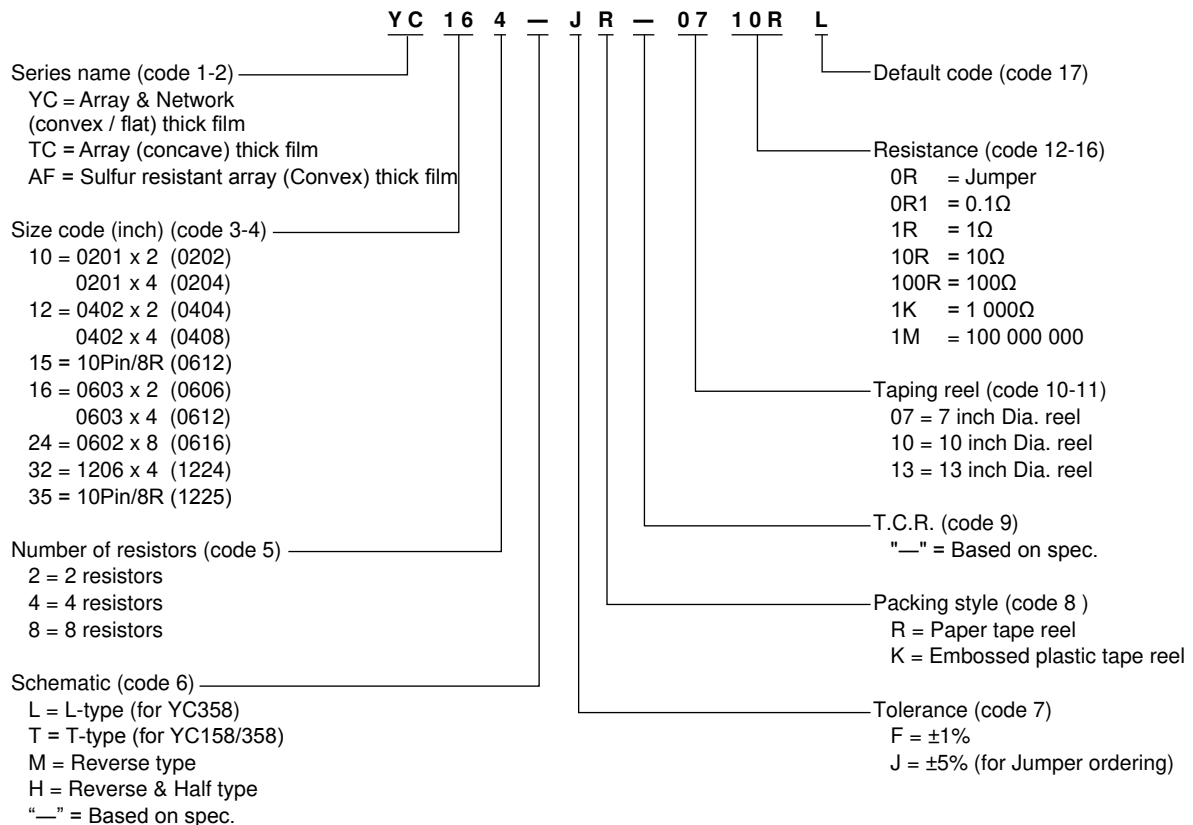 YC 16 4 — J R — 07 10R L
Series name (code 1-2)
YC = Array & Network
(convex / flat) thick film
TC = Array (concave) thick film
AF = Sulfur resistant array (Convex) thick film
Size code (inch) (code 3-4)
10 = 0201 x 2 (0202)
0201 x 4 (0204)
12 = 0402 x 2 (0404)
0402 x 4 (0408)
15 = 10Pin/8R (0612)
16 = 0603 x 2 (0606)
0603 x 4 (0612)
24 = 0602 x 8 (0616)
32 = 1206 x 4 (1224)
35 = 10Pin/8R (1225)
Number of resistors (code 5)
2 = 2 resistors
4 = 4 resistors
8 = 8 resistors
Schematic (code 6)
L = L-type (for YC358)
T = T-type (for YC158/358)
M = Reverse type
H = Reverse & Half type
“—” = Based on spec.
Default code (code 17)
Resistance (code 12-16)
0R = Jumper
0R1 = 0.1Ω
1R = 1Ω
10R = 10Ω
100R = 100Ω
1K = 1 000Ω
1M = 100 000 000
Taping reel (code 10-11)
07 = 7 inch Dia. reel
10 = 10 inch Dia. reel
13 = 13 inch Dia. reel
T.C.R. (code 9)
"—" = Based on spec.
Packing style (code 8 )
R = Paper tape reel
K = Embossed plastic tape reel
Tolerance (code 7)
F = ±1%
J = ±5% (for Jumper ordering)